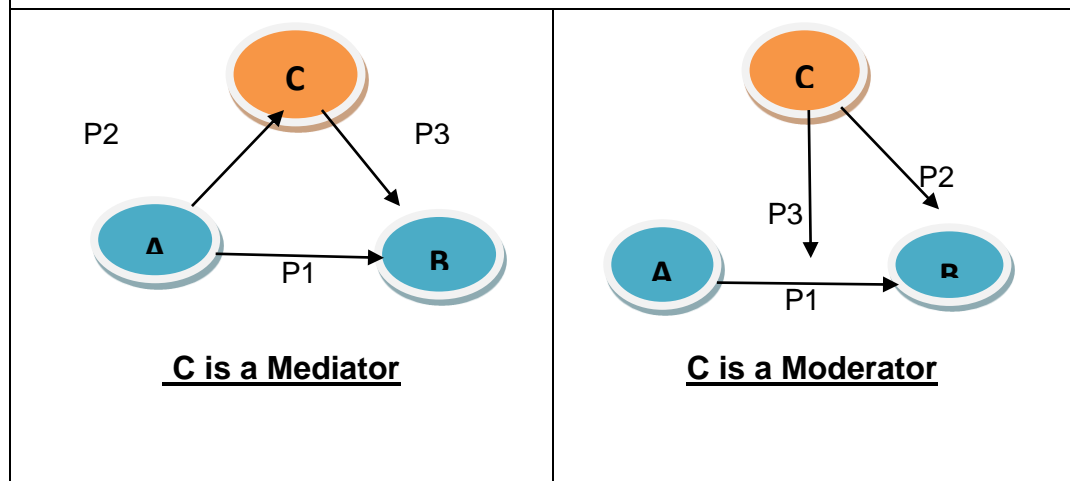 C
P2
P3
A
B
P1
C is a Mediator
C
P2
P3
A
B
P1
C is a Moderator